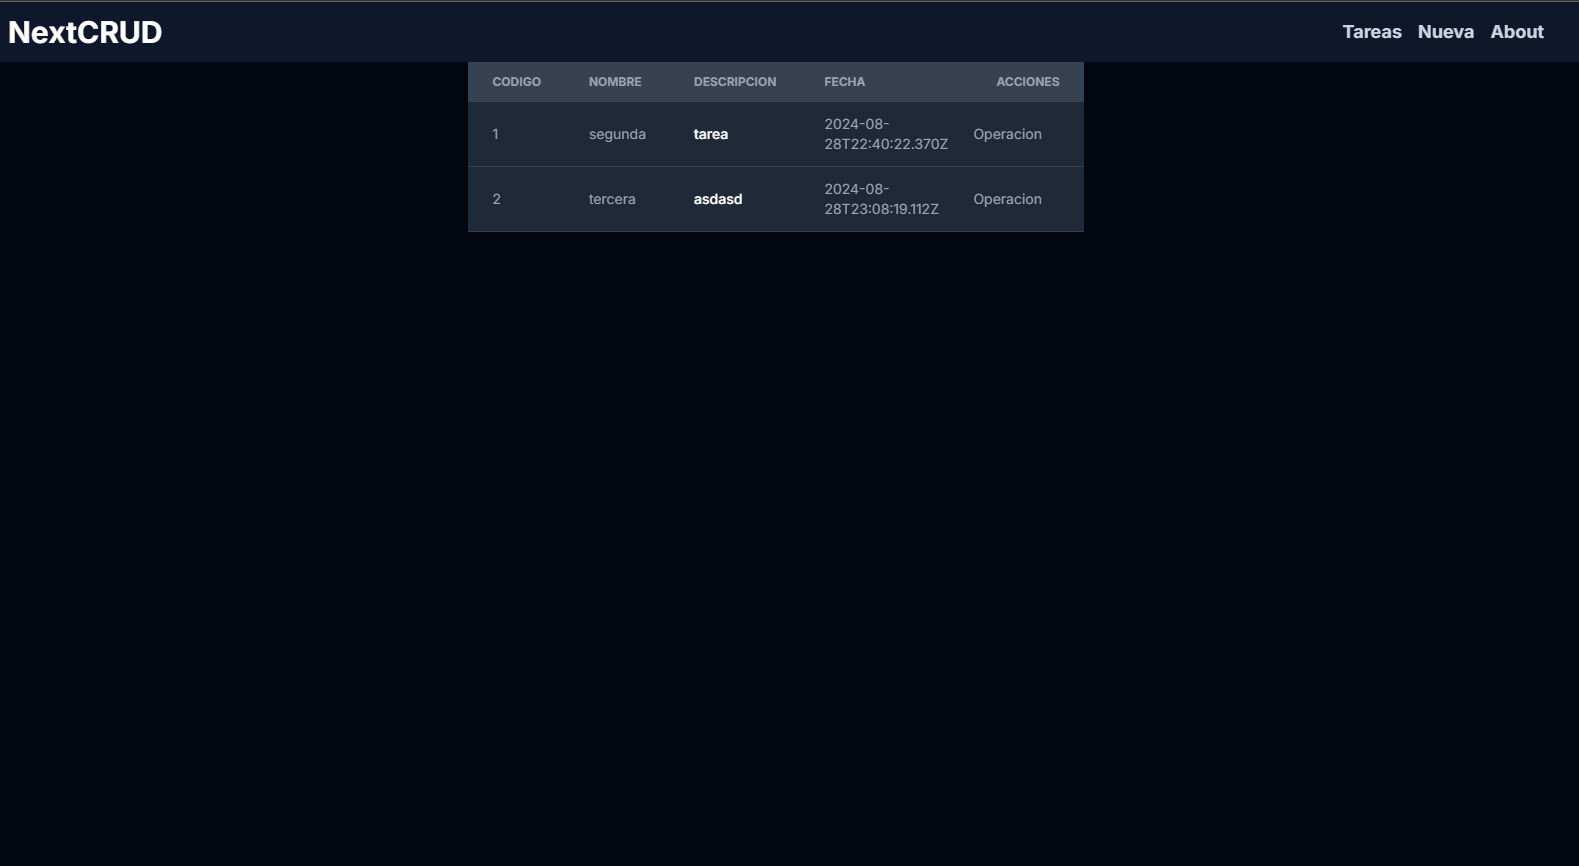 NextCRUD
Tareas Nueva About
CODIGO NOMBRE DESCRIPCION FECHA ACCIONES
1 segunda tarea 2024-08-
28T22:40:22.370Z Operacion
2 tercera asdasd 2024-08-
28T23:08:19.112Z Operacion